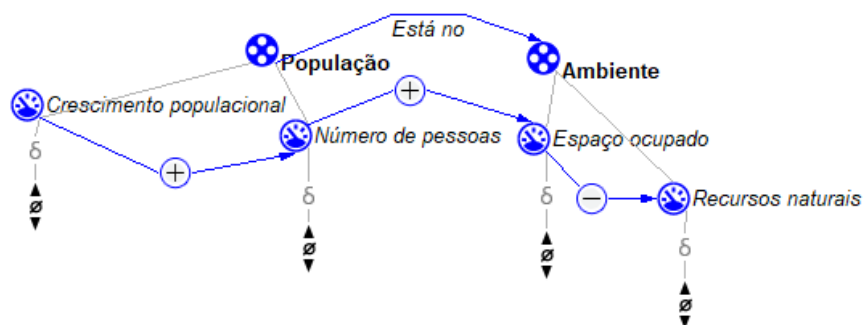 Está no
População
Ambiente
Crescimento populacional
+
Número de pessoas
Espaço ocupado
+
δ
−
Recursos naturais
δ
δ
δ
ø
ø
ø
ø